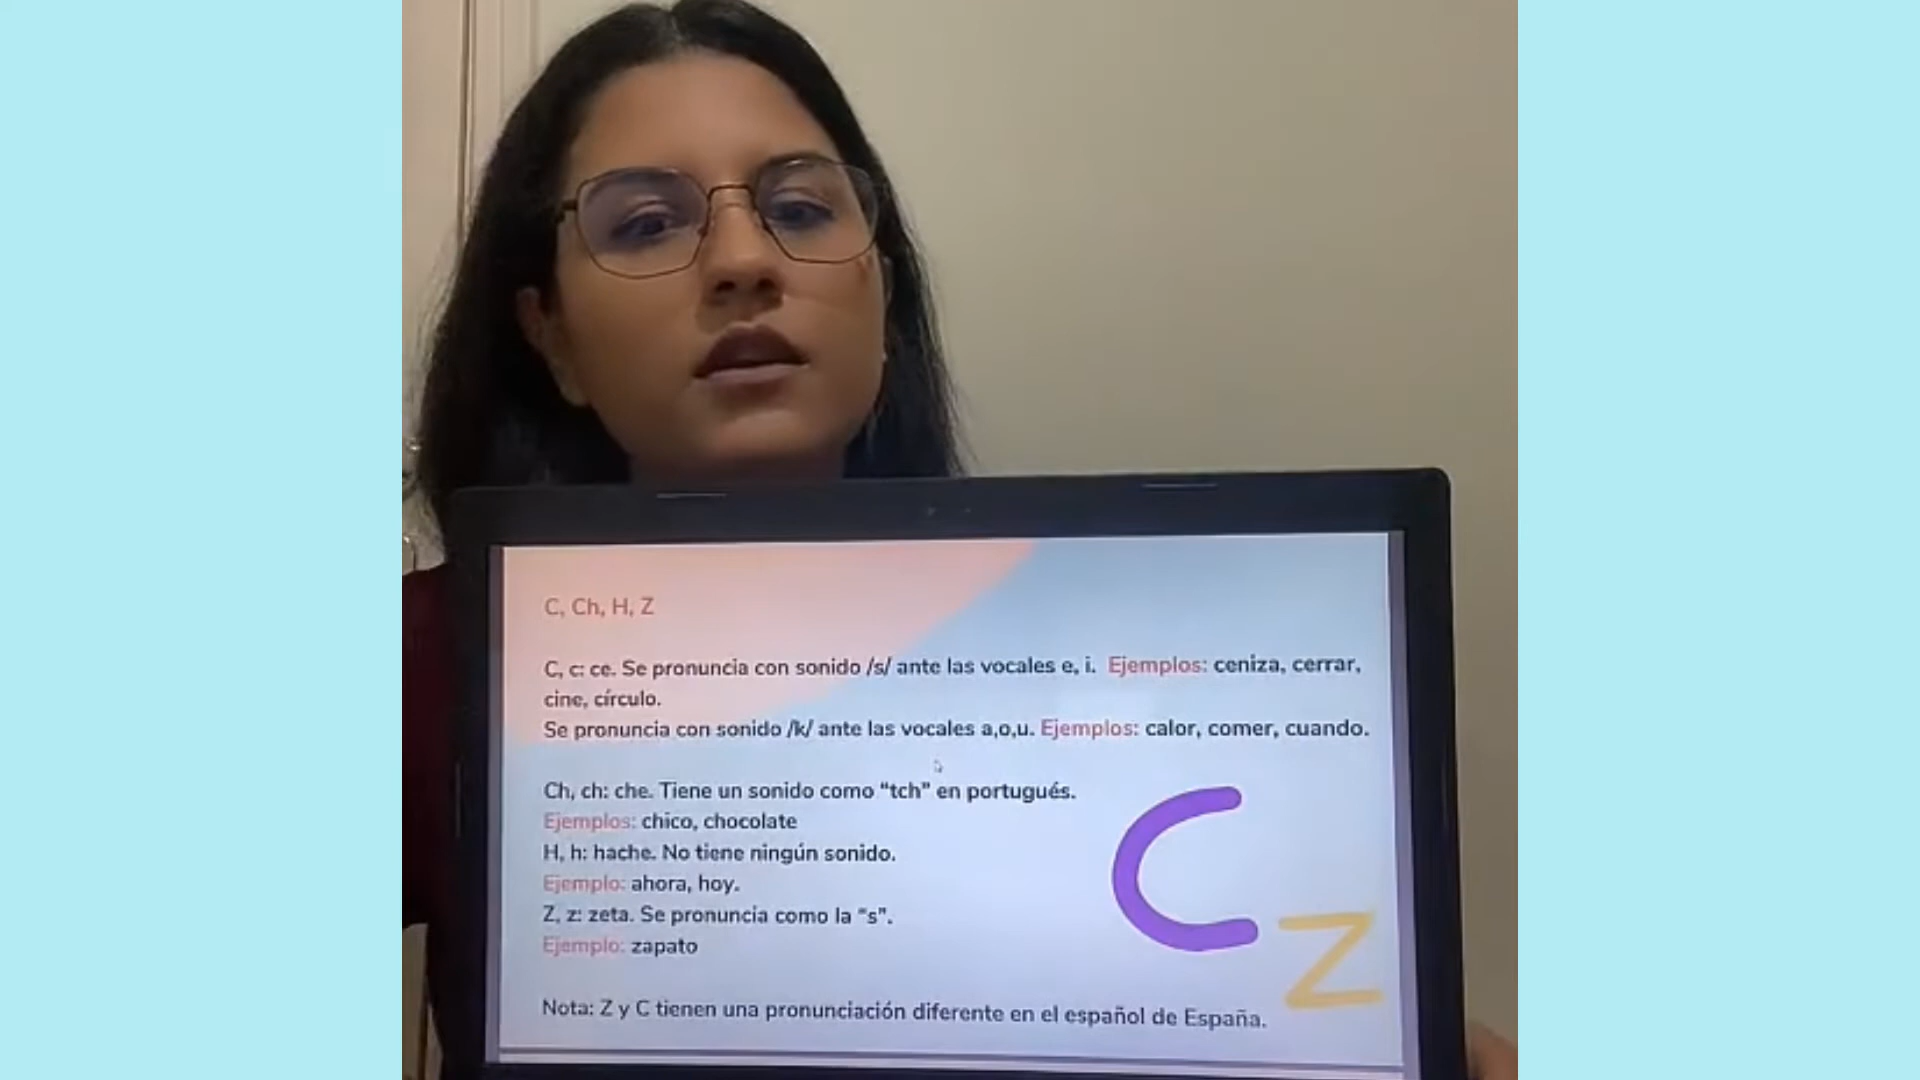 C, Ch, H, Z
C, c: ce. Se pronuncia con sonido /s/ ante las vocales e, i. Ejemplos: ceniza, cerrar,
cine, círculo.
Se pronuncia con sonido /k/ ante las vocales a,o,u. Ejemplos: calor, comer, cuando.
Ch, ch: che. Tiene un sonido como “tch” en portugués.
Ejemplos: chico, chocolate
H, h: hache. No tiene ningún sonido.
Ejemplo: ahora, hoy.
Z, z: zeta. Se pronuncia como la “s”.
Ejemplo: zapato
C
Z
Nota: Z y C tienen una pronunciación diferente en el español de España.